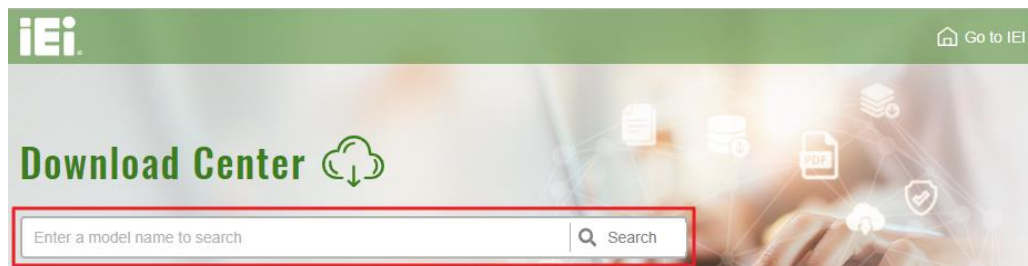 iEi.
Go to IEI
Download Center
PDF
Enter a model name to search
Search